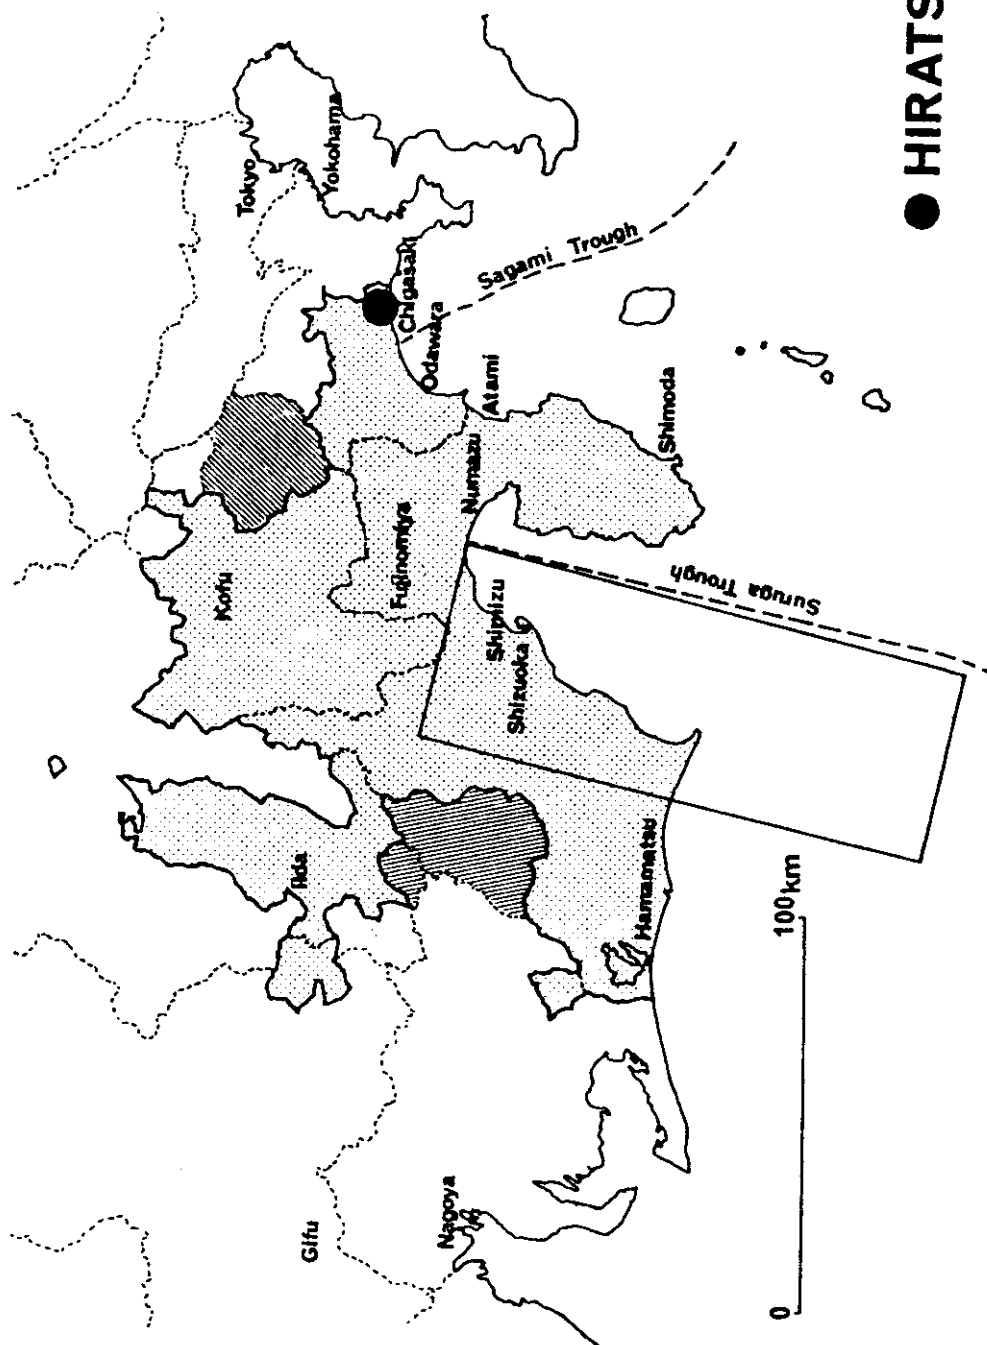 Kofu
Tokyo
Iida
Gifu
Yokohama
Fujinomiya
Chigasaki
Odawara
Nagoya
Numazu
Atami
Shimizu
Shizuoka
Sagami Trough
Hamamatsu
Shimoda
Suruga Trough
0 100km
HIRATS